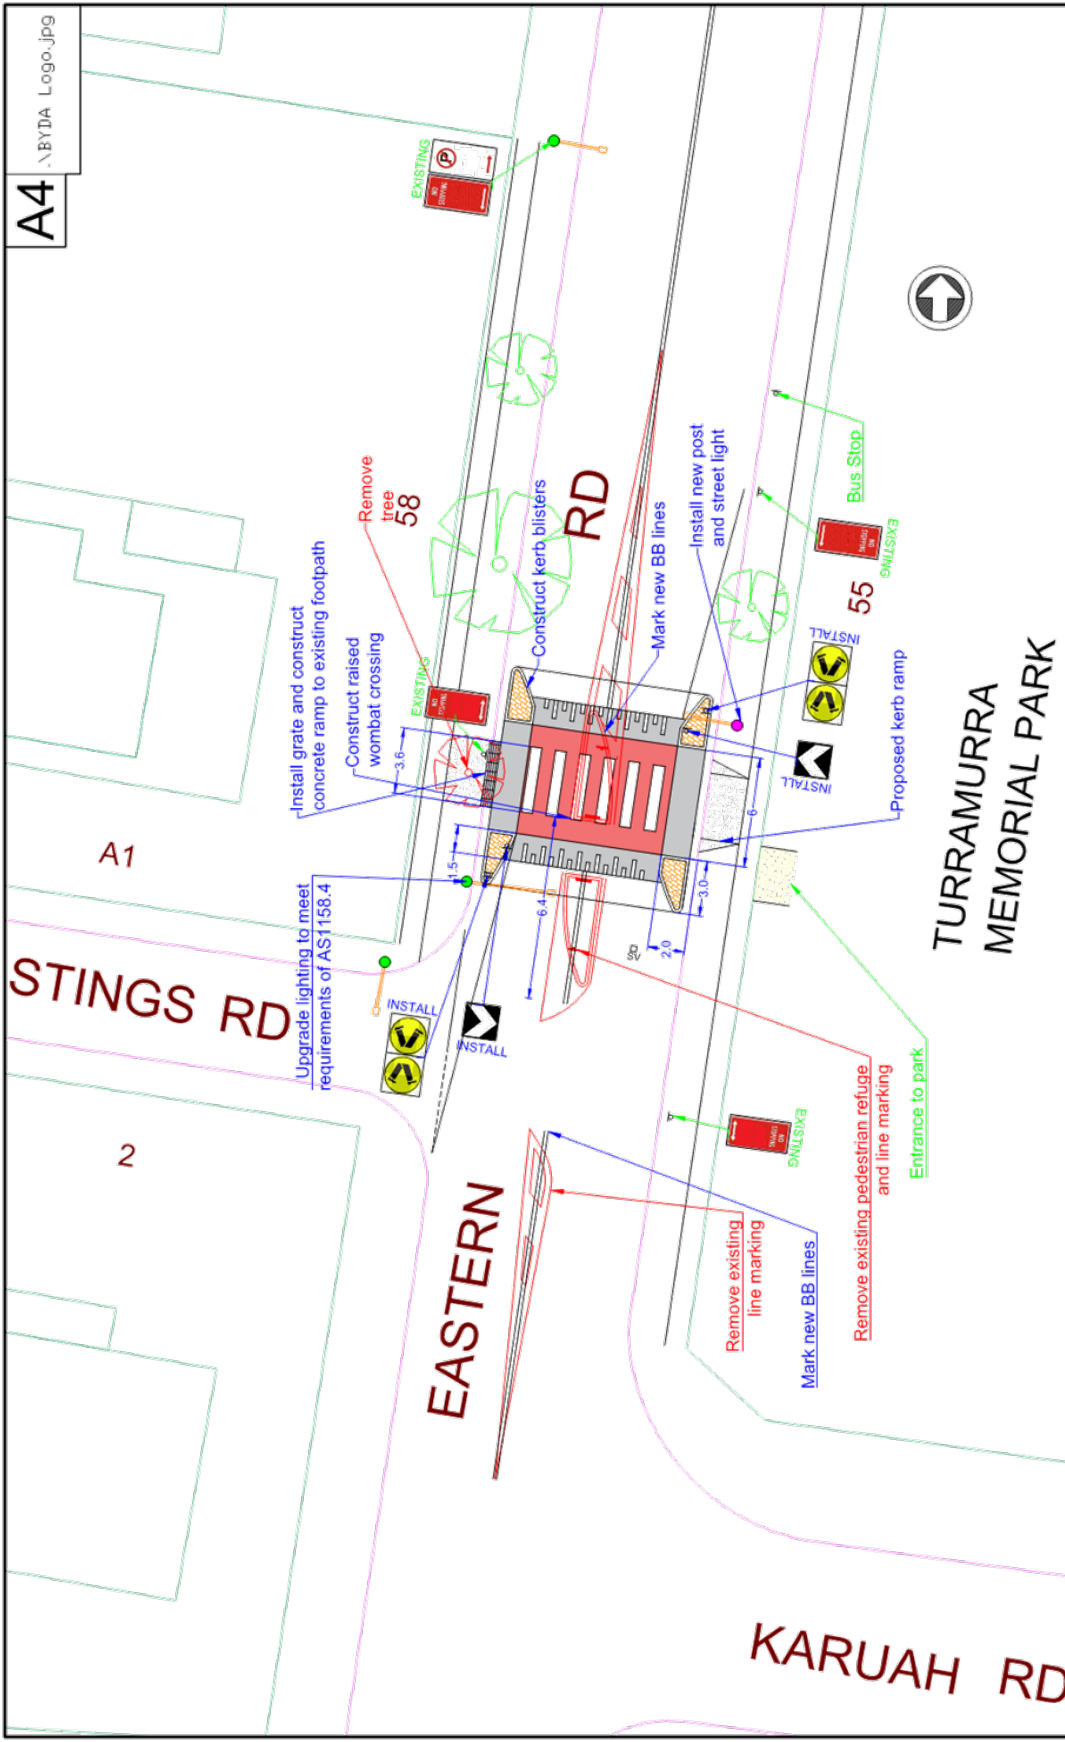 A4
.\BYDA Logo.jpg
EXISTING
P
Remove
tree
58
Install grate and construct
concrete ramp to existing footpath
Construct raised
wombat crossing
EXISTING
3.6
RD
Construct kerb blisters
Mark new BB lines
Install new post
and street light
Bus Stop
NO
STOPPING
EXISTING
55
INSTALL
INSTALL
Proposed kerb ramp
TURRAMURRA
MEMORIAL PARK
A1
1.5
6.4
6
3.0
2.0
SV
STINGS RD
Upgrade lighting to meet
requirements of AS1158.4
INSTALL
INSTALL
2
EASTERN
NO
STOPPING
EXISTING
Entrance to park
Remove existing pedestrian refuge
and line marking
Remove existing
line marking
Mark new BB lines
KARUAH RD